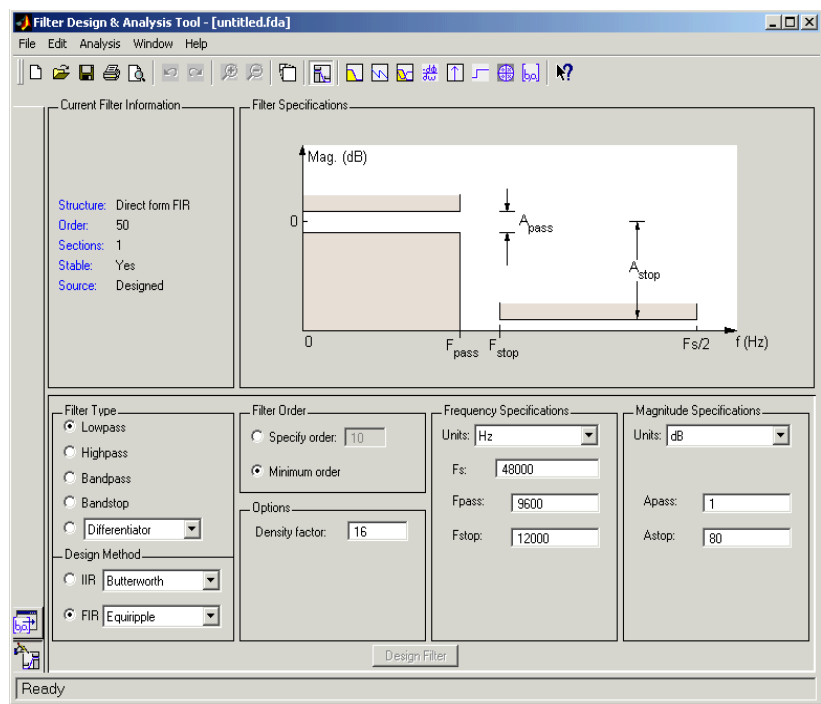 Filter Design & Analysis Tool - [untitled.fda]
File Edit Analysis Window Help
Current Filter Information
Structure: Direct form FIR
Order: 50
Sections: 1
Stable: Yes
Source: Designed
Filter Specifications
Mag. (dB)
0
Apass
Astop
0
Fpass
Fstop
Fs/2
f (Hz)
Filter Type
Lowpass
Highpass
Bandpass
Bandstop
Differentiator
Design Method
IIR Butterworth
FIR Equiripple
Filter Order
Specify order: 10
Minimum order
Options
Density factor: 16
Frequency Specifications
Units: Hz
Fs: 48000
Fpass: 9600
Fstop: 12000
Magnitude Specifications
Units: dB
Apass: 1
Astop: 80
Design Filter
Ready